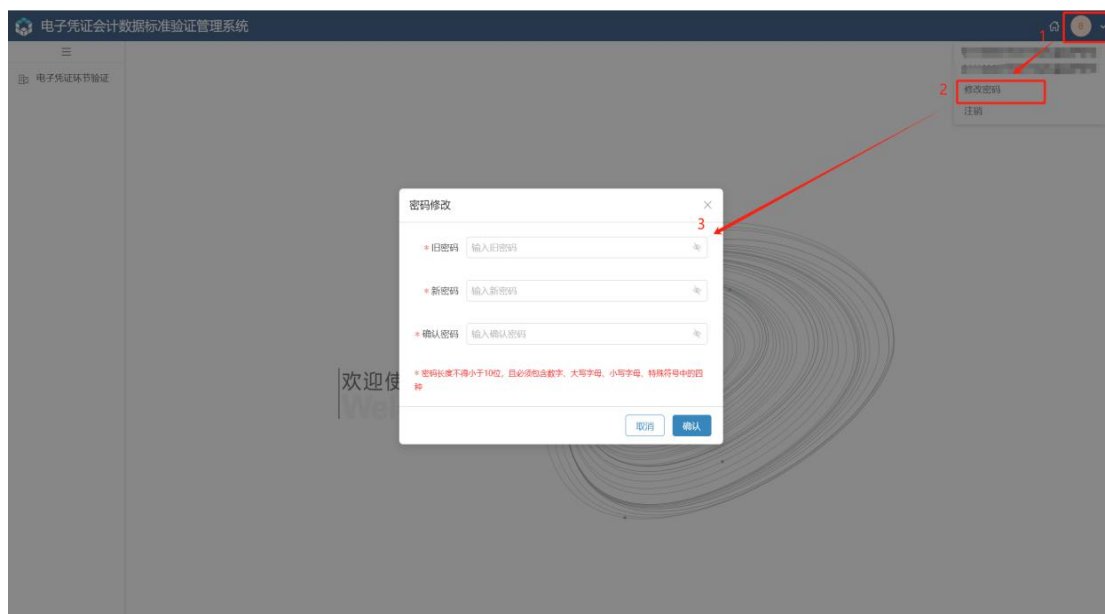 电子凭证会计数据标准验证管理系统
8
1
电子凭证环节验证
2
修改密码
注销
密码修改
3
* 旧密码 输入旧密码
* 新密码 输入新密码
* 确认密码 输入确认密码
* 密码长度不得小于10位，且必须包含数字、大写字母、小写字母、特殊符号中的四
种
欢迎使
Wel
取消 确认